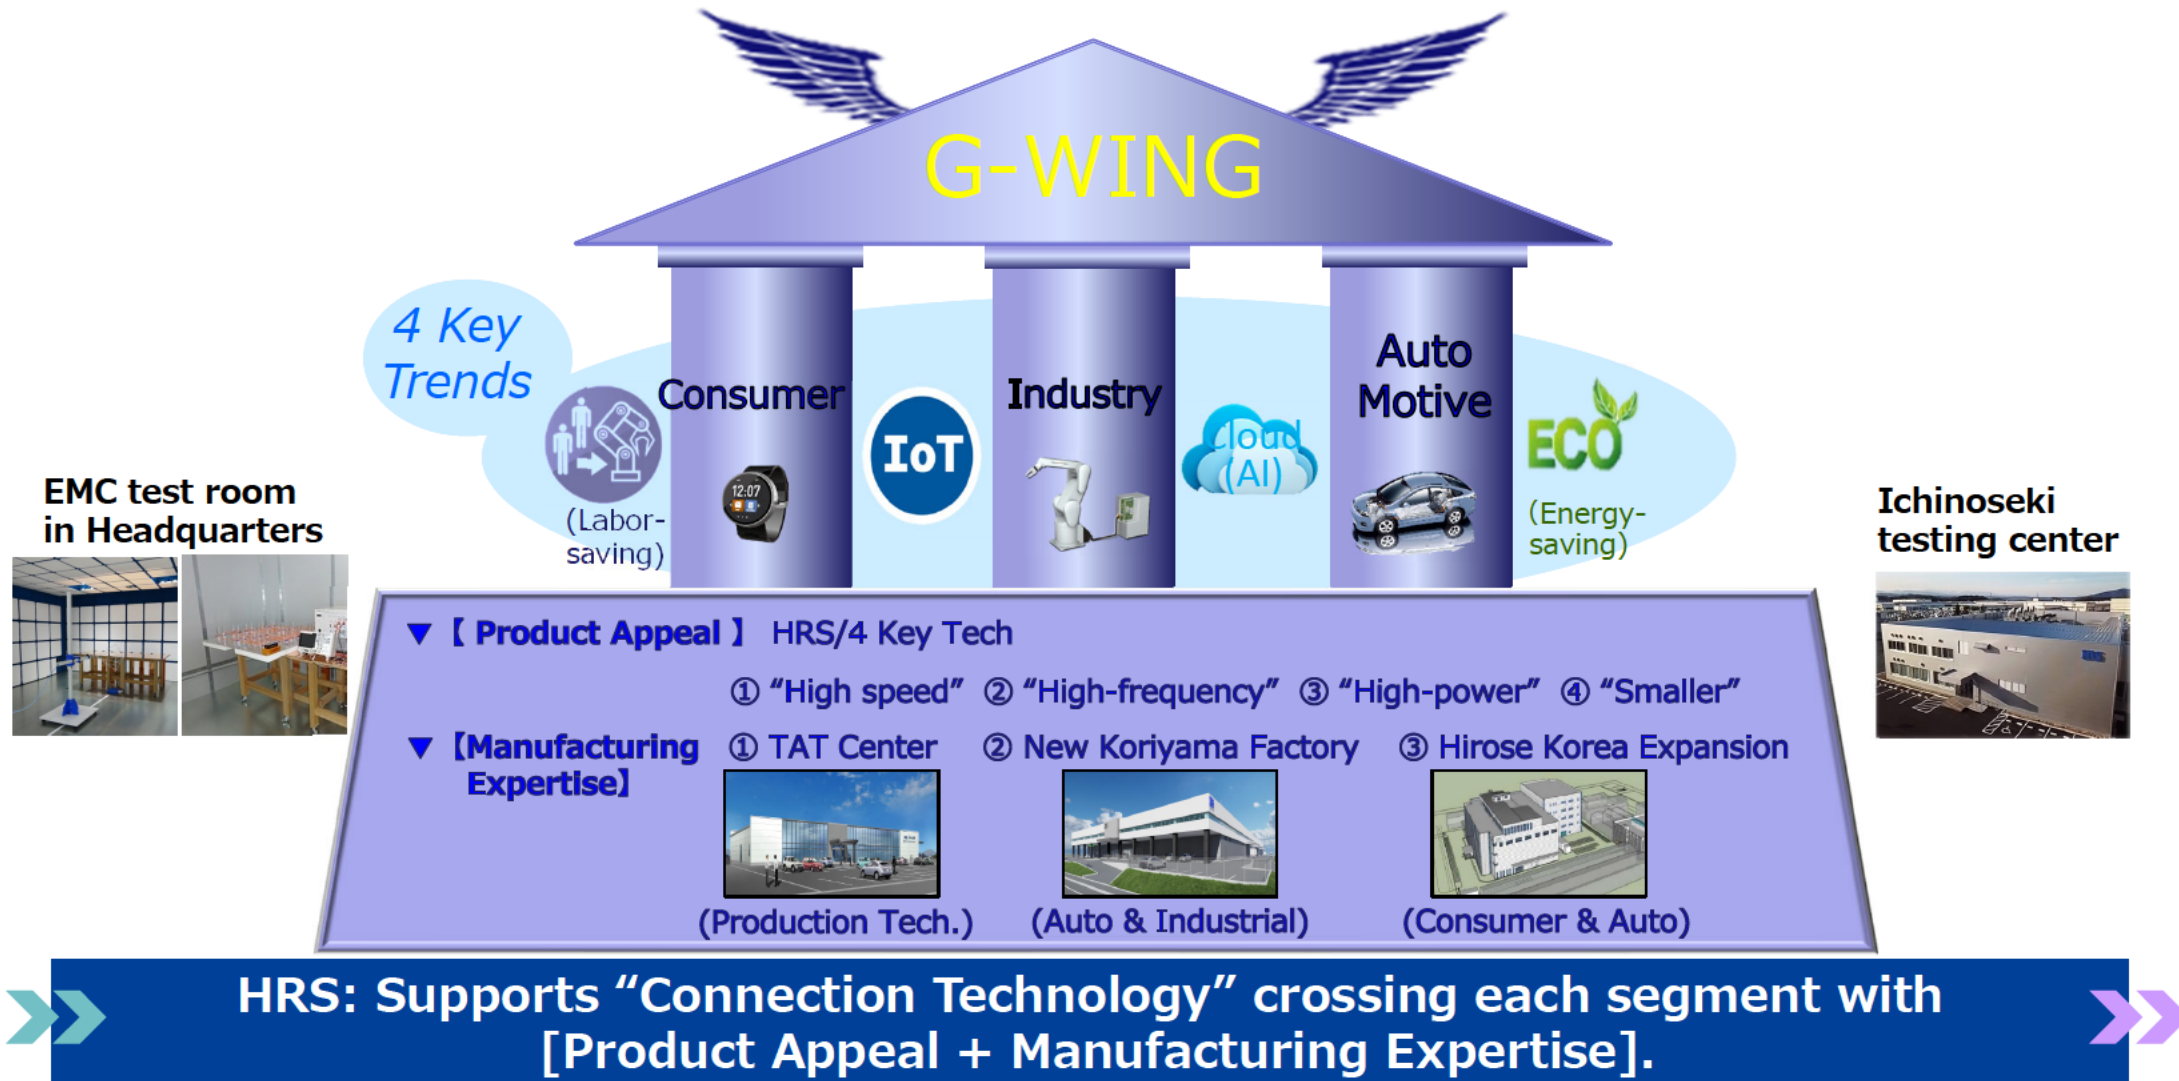 G-WING
4 Key
Trends
Consumer
Industry
Auto
Motive
IoT
Cloud
(AI)
ECO
(Labor-
saving)
12:07
(Energy-
saving)
EMC test room
in Headquarters
Ichinoseki
testing center
▼【 Product Appeal 】 HRS/4 Key Tech
① “High speed” ② “High-frequency” ③ “High-power” ④ “Smaller”
▼【Manufacturing
Expertise】
① TAT Center ② New Koriyama Factory ③ Hirose Korea Expansion
(Production Tech.) (Auto & Industrial) (Consumer & Auto)
HRS: Supports “Connection Technology” crossing each segment with
[Product Appeal + Manufacturing Expertise].